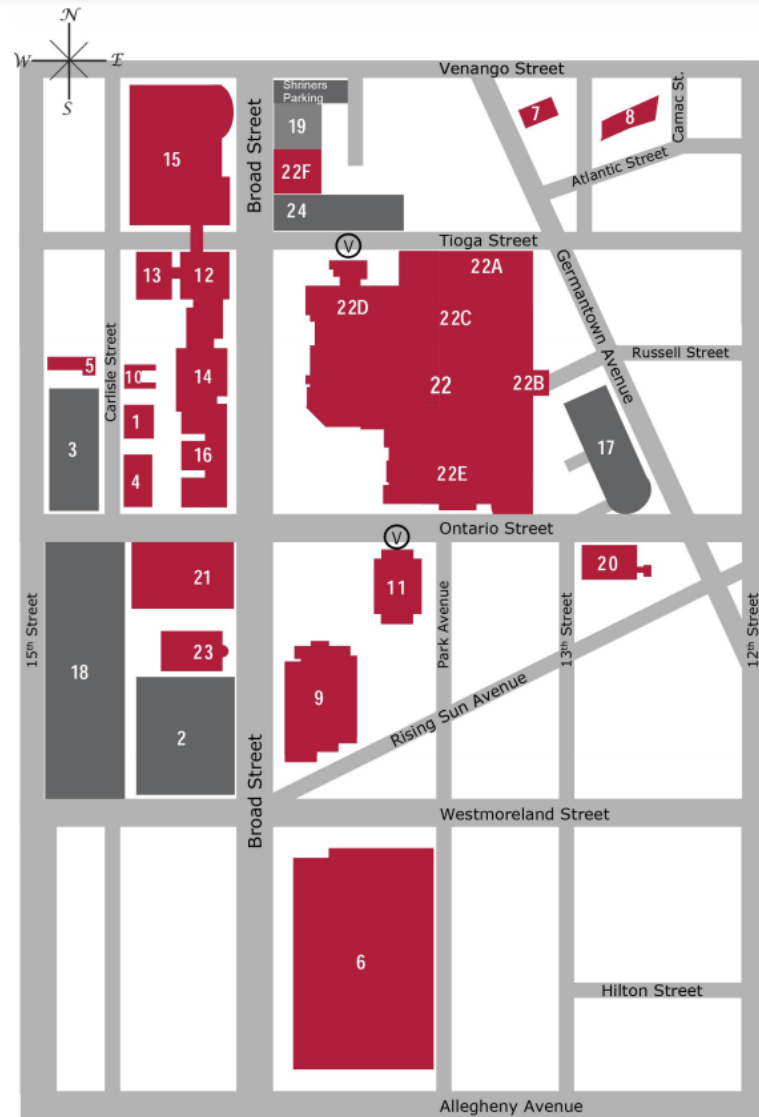 N
W E
S
Venango Street
Shriners
Parking
Camac St.
7
8
19
15
Broad Street
22F
Atlantic Street
24
V
Tioga Street
22A
13
12
22D
22C
Germantown Avenue
Carlisle Street
Russell Street
5
10
14
22
22B
1
3
16
17
4
22E
Ontario Street
V
21
20
11
15th Street
Park Avenue
13th Street
12th Street
23
18
9
Rising Sun Avenue
2
Broad Street
Westmoreland Street
6
Hilton Street
Allegheny Avenue